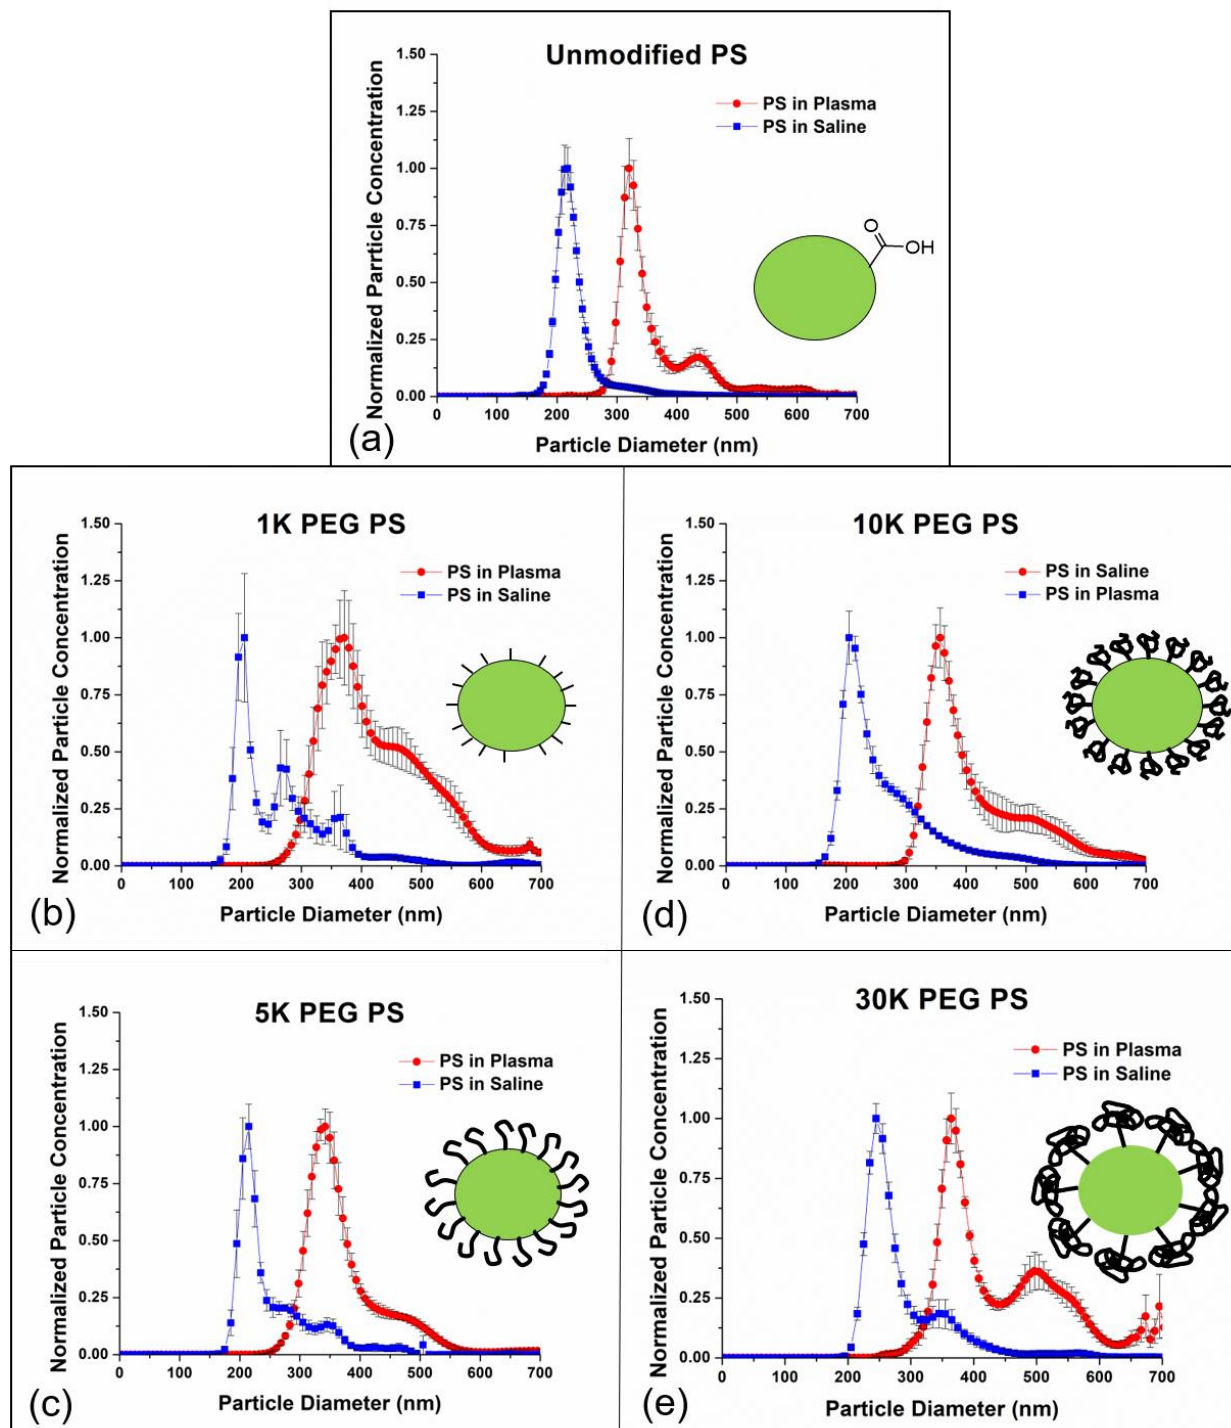 Unmodified PS
Normalized Parrticle Concentration
1.50
1.25
1.00
0.75
0.50
0.25
0.00
PS in Plasma
PS in Saline
O
OH
0 100 200 300 400 500 600 700
Particle Diameter (nm)
(a)
1K PEG PS
Normalized Particle Concentration
1.50
1.25
1.00
0.75
0.50
0.25
0.00
PS in Plasma
PS in Saline
0 100 200 300 400 500 600 700
Particle Diameter (nm)
(b)
10K PEG PS
Normalized Particle Concentration
1.50
1.25
1.00
0.75
0.50
0.25
0.00
PS in Saline
PS in Plasma
0 100 200 300 400 500 600 700
Particle Diameter (nm)
(d)
5K PEG PS
Normalized Particle Concentration
1.50
1.25
1.00
0.75
0.50
0.25
0.00
PS in Plasma
PS in Saline
0 100 200 300 400 500 600 700
Particle Diameter (nm)
(c)
30K PEG PS
Normalized Particle Concentration
1.50
1.25
1.00
0.75
0.50
0.25
0.00
PS in Plasma
PS in Saline
0 100 200 300 400 500 600 700
Particle Diameter (nm)
(e)